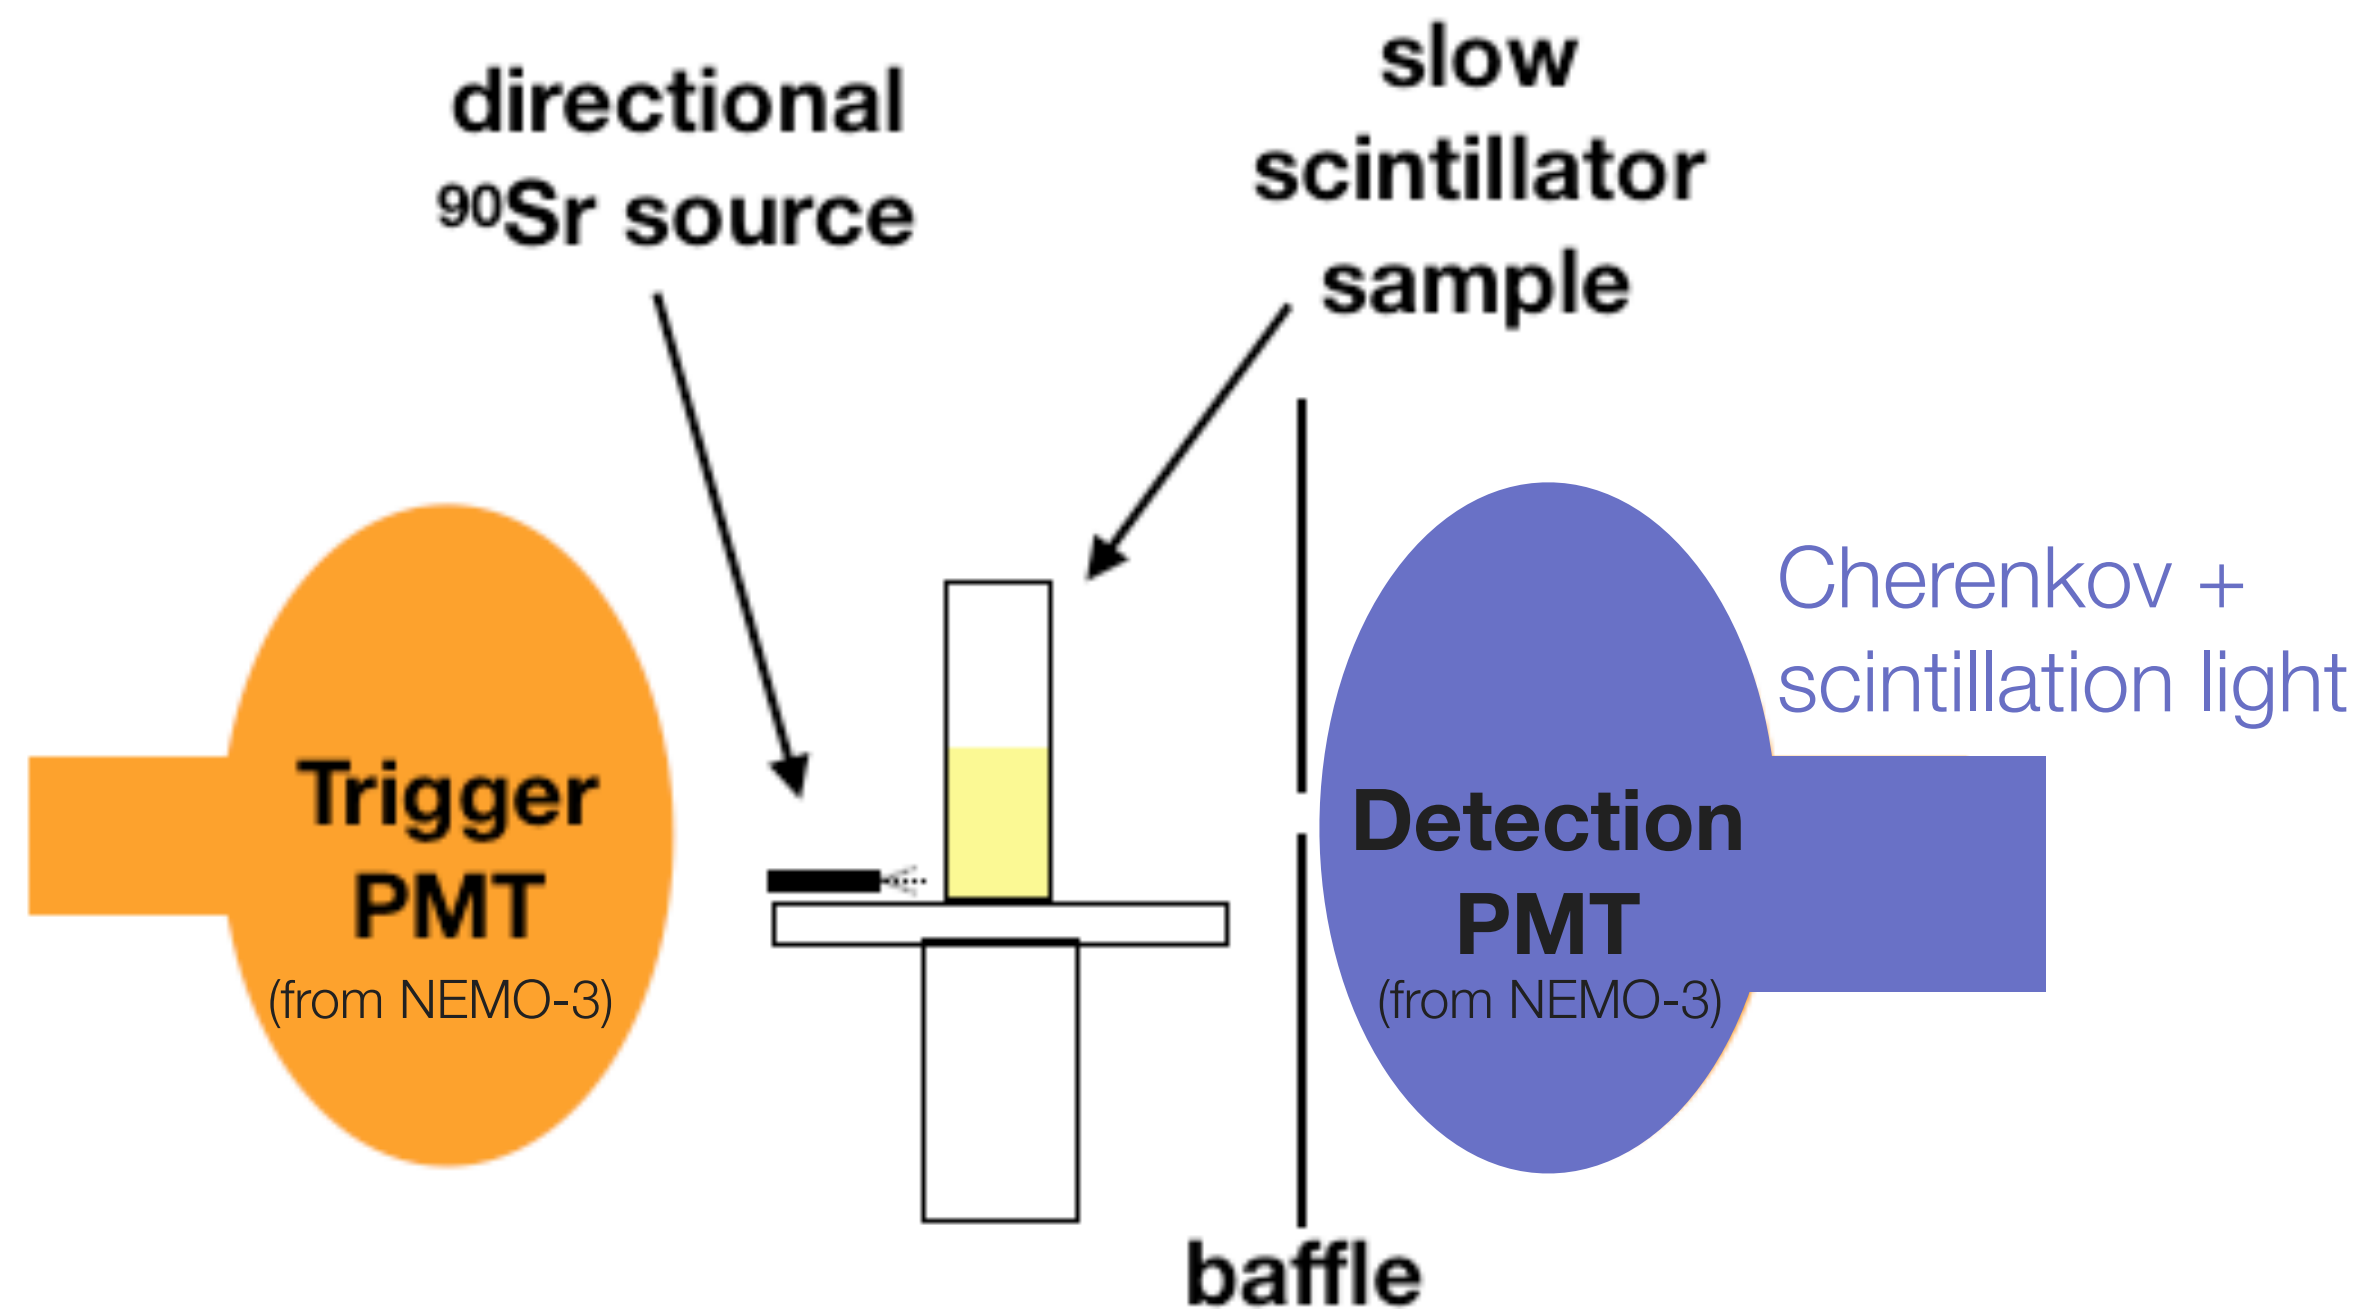 directional
⁹⁰Sr source
slow
scintillator
sample
Cherenkov +
scintillation light
Trigger
PMT
(from NEMO-3)
Detection
PMT
(from NEMO-3)
baffle